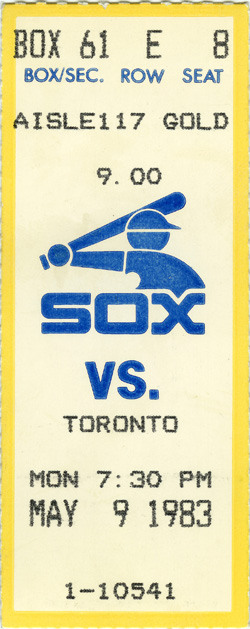 BOX 61 E 8
BOX/SEC. ROW SEAT
AISLE117 GOLD
9.00
SOX
VS.
TORONTO
MON 7:30 PM
MAY 9 1983
1-10541